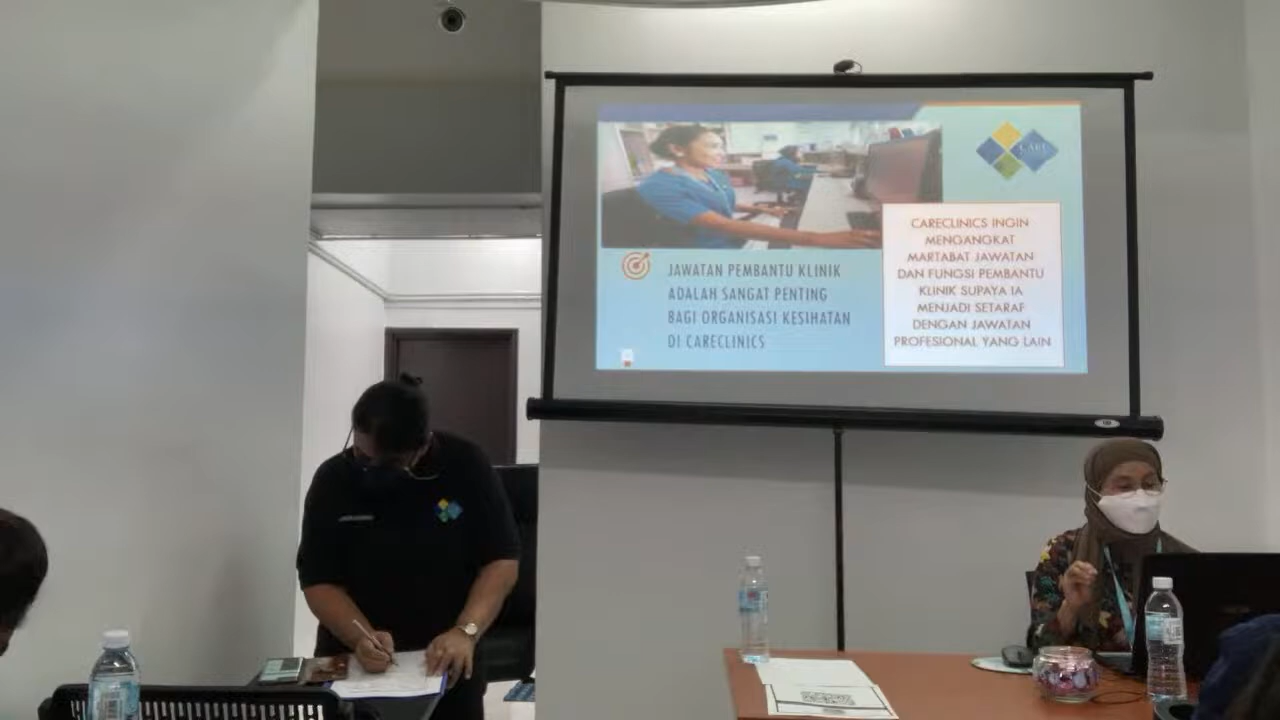 JAWATAN PEMBANTU KLINIK
ADALAH SANGAT PENTING
BAGI ORGANISASI KESIHATAN
DI CARECLINICS
CARE
CARECLINICS INGIN
MENGANGKAT
MARTABAT JAWATAN
DAN FUNGSI PEMBANTU
KLINIK SUPAYA IA
MENJADI SETARAF
DENGAN JAWATAN
PROFESIONAL YANG LAIN